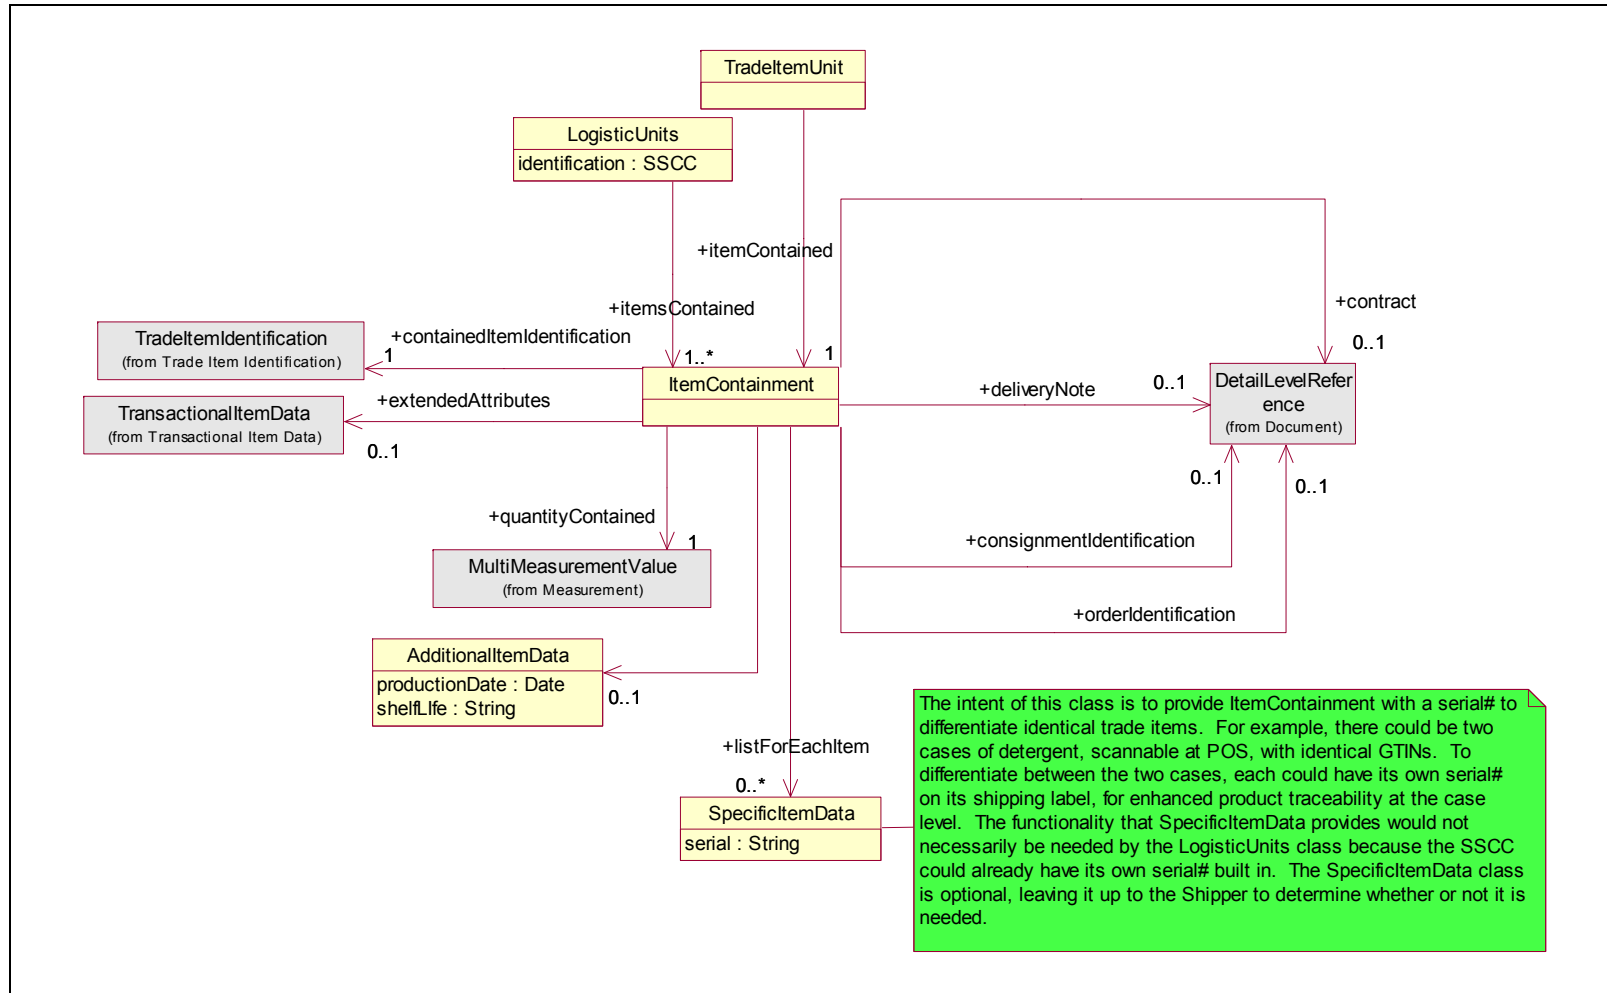 TradeItemUnit
LogisticUnits
identification : SSCC
+itemContained
+itemsContained
+contract
0..1
TradeItemIdentification
(from Trade Item Identification)
+containedItemIdentification
1
1..*
1
ItemContainment
+deliveryNote
0..1
DetailLevelRefer
ence
(from Document)
TransactionalItemData
(from Transactional Item Data)
+extendedAttributes
0..1
0..1
0..1
+quantityContained
1
+consignmentIdentification
MultiMeasurementValue
(from Measurement)
+orderIdentification
AdditionalItemData
productionDate : Date
shelfLIfe : String
0..1
+listForEachItem
0..*
SpecificItemData
serial : String
The intent of this class is to provide ItemContainment with a serial# to
differentiate identical trade items.  For example, there could be two
cases of detergent, scannable at POS, with identical GTINs.  To
differentiate between the two cases, each could have its own serial#
on its shipping label, for enhanced product traceability at the case
level.  The functionality that SpecificItemData provides would not
necessarily be needed by the LogisticUnits class because the SSCC
could already have its own serial# built in.  The SpecificItemData class
is optional, leaving it up to the Shipper to determine whether or not it is
needed.